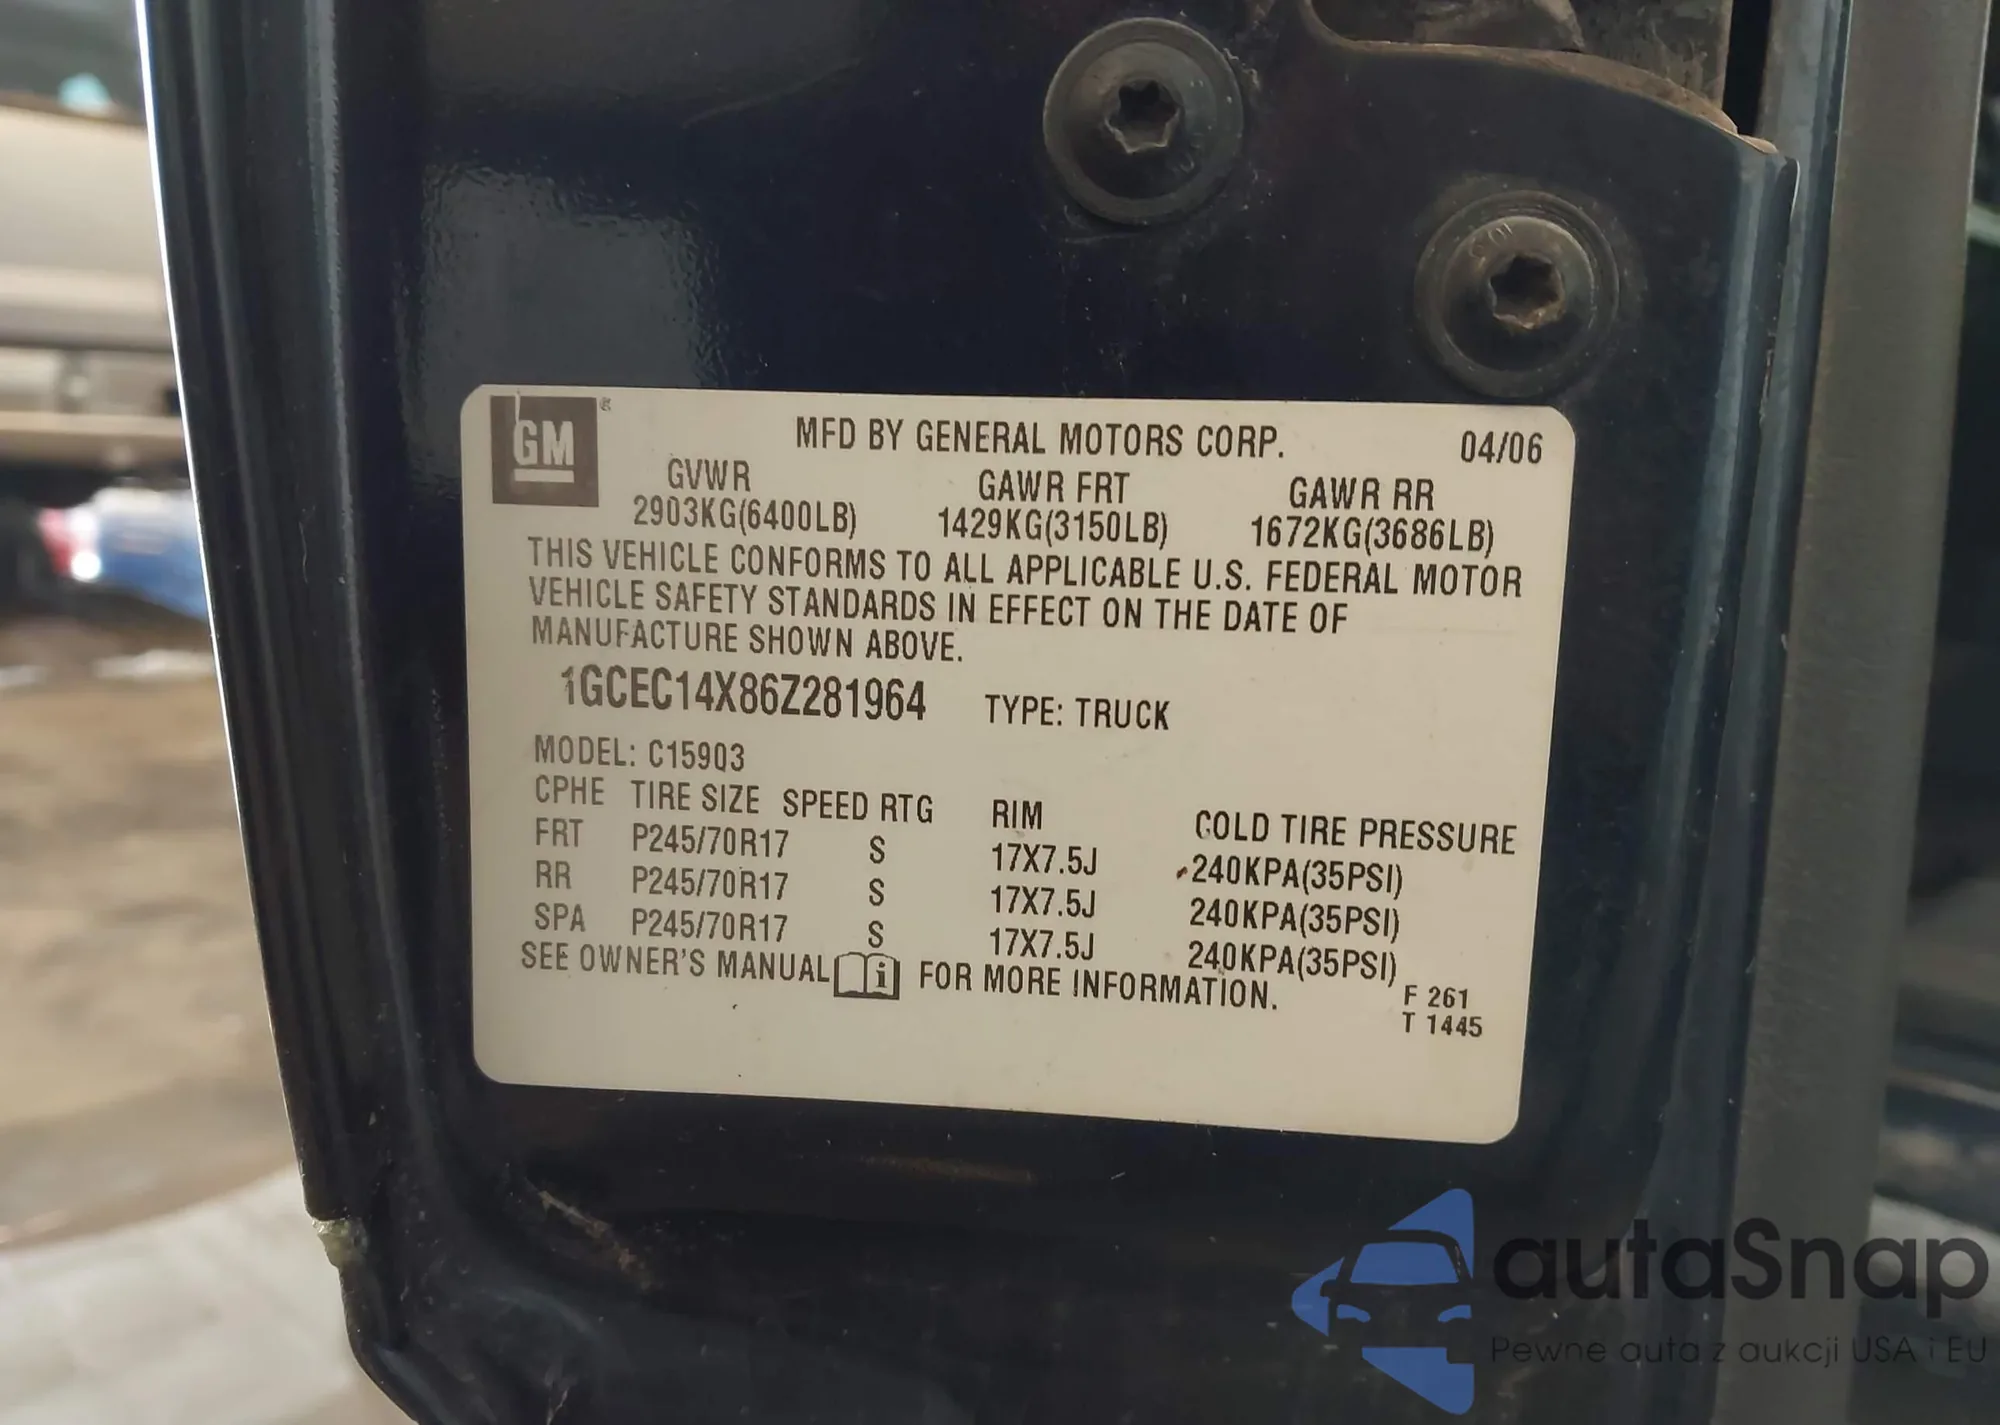 GM
MFD BY GENERAL MOTORS CORP. 04/06
GVWR GAWR FRT GAWR RR
2903KG(6400LB) 1429KG(3150LB) 1672KG(3686LB)
THIS VEHICLE CONFORMS TO ALL APPLICABLE U.S. FEDERAL MOTOR
VEHICLE SAFETY STANDARDS IN EFFECT ON THE DATE OF
MANUFACTURE SHOWN ABOVE.
1GCEC14X86Z281964 TYPE: TRUCK
MODEL: C15903
CPHE TIRE SIZE SPEED RTG RIM COLD TIRE PRESSURE
FRT P245/70R17 S 17X7.5J 240KPA(35PSI)
RR P245/70R17 S 17X7.5J 240KPA(35PSI)
SPA P245/70R17 S 17X7.5J 240KPA(35PSI)
SEE OWNER'S MANUAL FOR MORE INFORMATION.
F 261
T 1445
autaSnap
Pewne auta z aukcji USA i EU